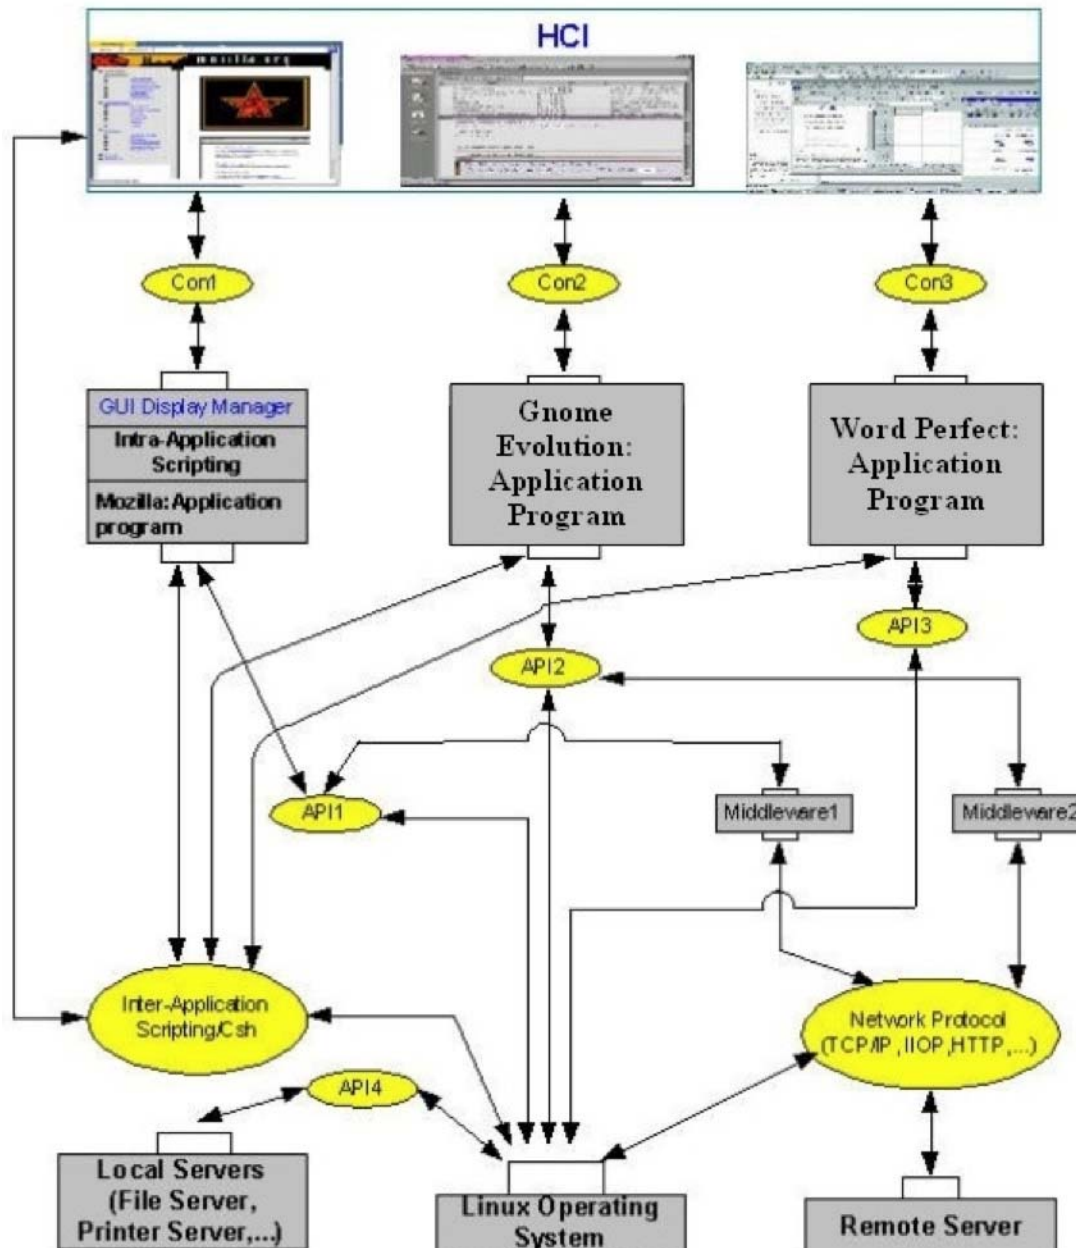 HCI
mozilla.org
Con1
Con2
Con3
GUI Display Manager
Intra-Application
Scripting
Mozilla: Application
program
Gnome
Evolution:
Application
Program
Word Perfect:
Application
Program
API3
API2
API1
Middleware1
Middleware2
Inter-Application
Scripting/Csh
Network Protocol
(TCP/IP,IIOP,HTTP,...)
API4
Local Servers
(File Server,
Printer Server,...)
Linux Operating
System
Remote Server